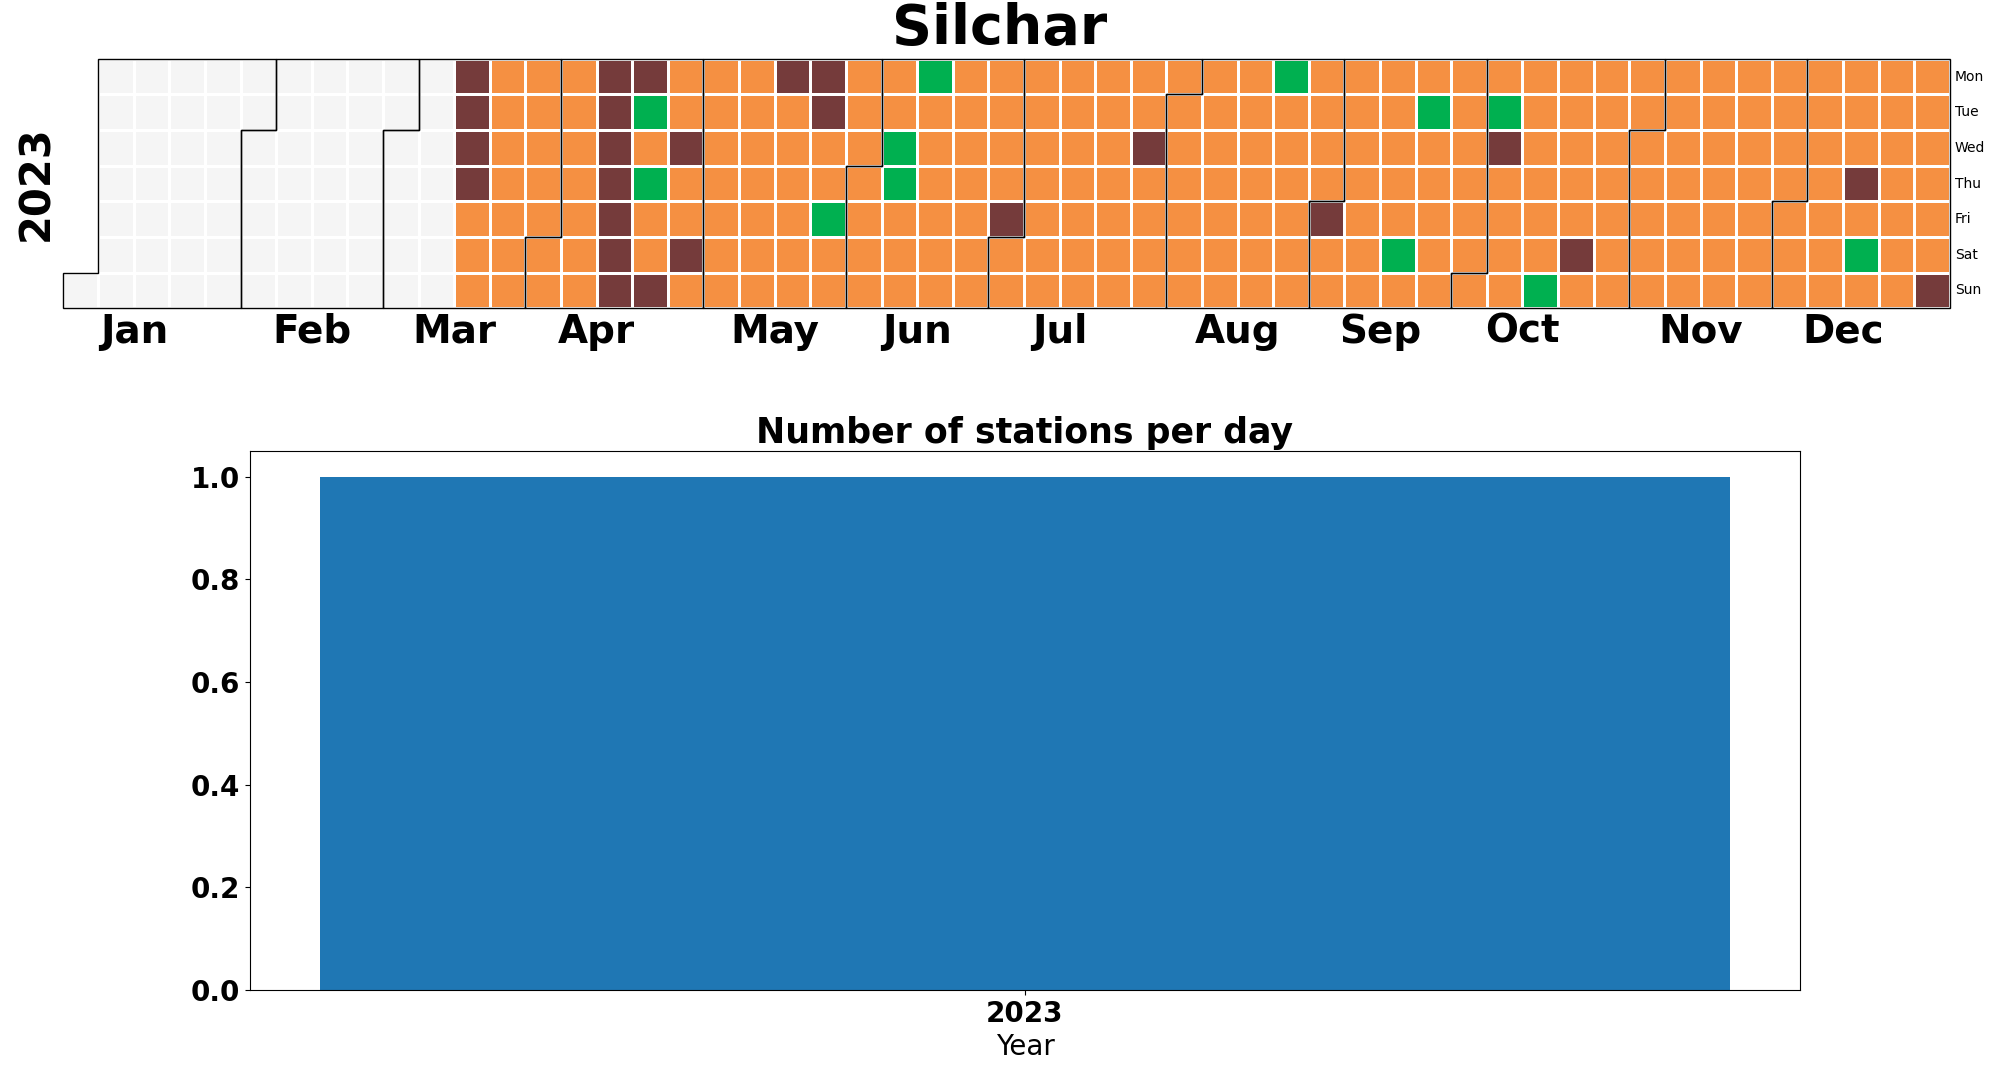 Silchar
2023
Mon
Tue
Wed
Thu
Fri
Sat
Sun
Jan Feb Mar Apr May Jun Jul Aug Sep Oct Nov Dec
Number of stations per day
1.0
0.8
0.6
0.4
0.2
0.0
2023
Year